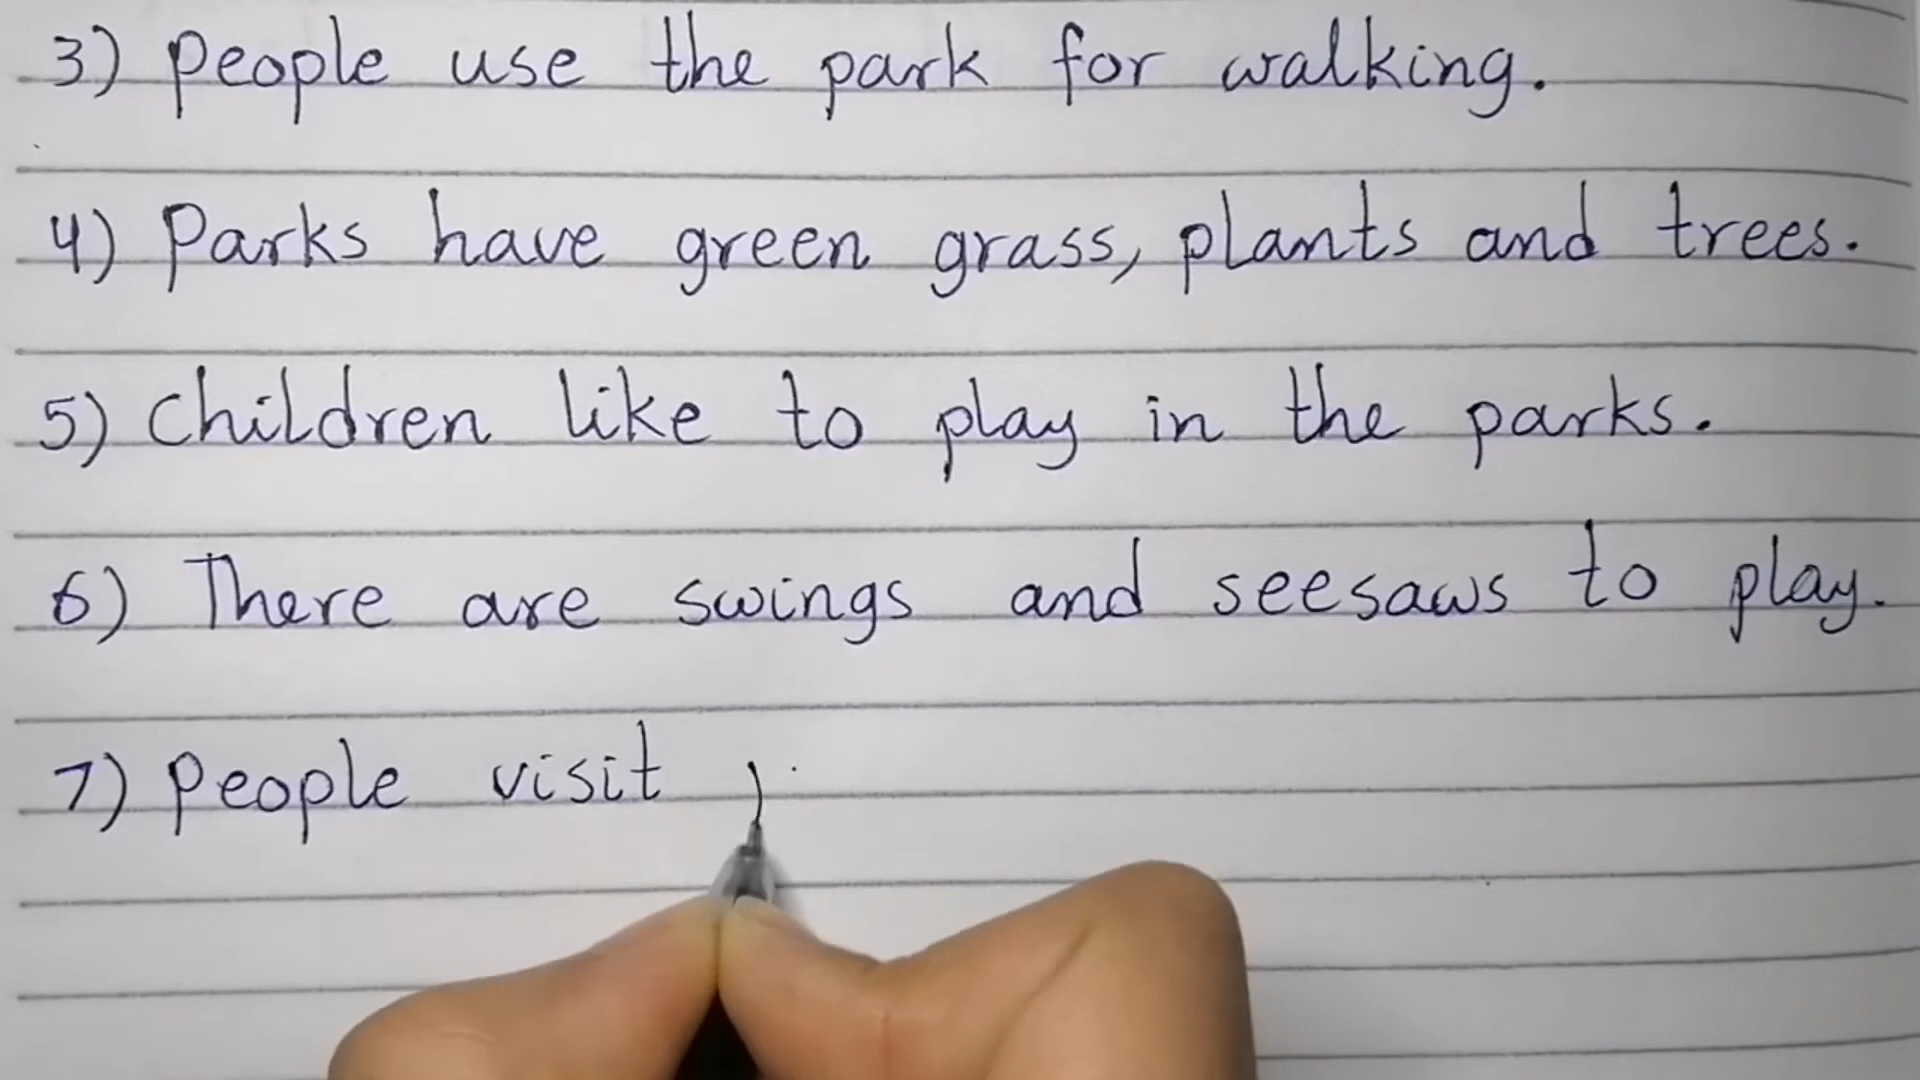 3) People use the park for walking.
4) Parks have green grass, plants and trees.
5) Children like to play in the parks.
6) There are swings and seesaws to play.
7) People visit